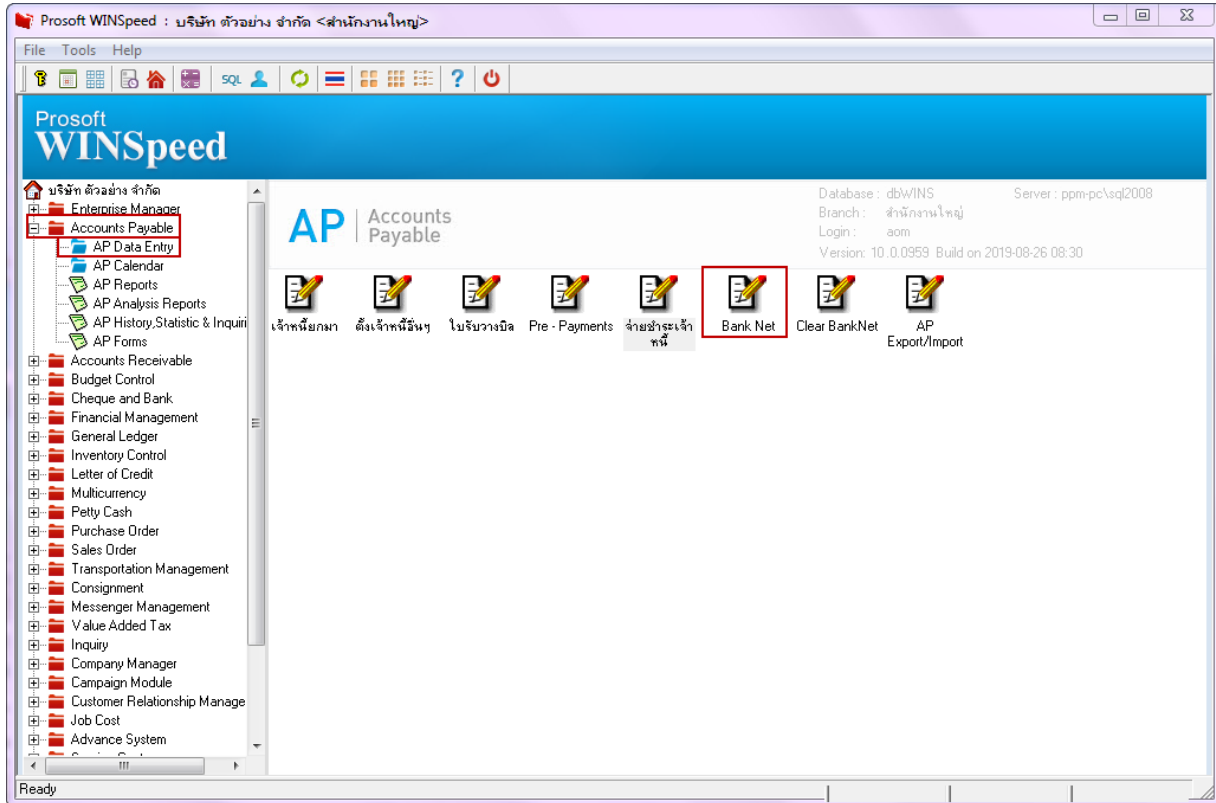 Prosoft WINSpeed : บริษัท ตัวอย่าง จำกัด <สำนักงานใหญ่>
File Tools Help
SQL
Prosoft
WINSpeed
บริษัท ตัวอย่าง จำกัด
Enterprise Manager
Accounts Payable
AP Data Entry
AP Calendar
AP Reports
AP Analysis Reports
AP History,Statistic & Inquiri
AP Forms
Accounts Receivable
Budget Control
Cheque and Bank
Financial Management
General Ledger
Inventory Control
Letter of Credit
Multicurrency
Petty Cash
Purchase Order
Sales Order
Transportation Management
Consignment
Messenger Management
Value Added Tax
Inquiry
Company Manager
Campaign Module
Customer Relationship Manage
Job Cost
Advance System
AP Accounts
Payable
Database : dbWINS Server : ppm-pc\sql2008
Branch : สำนักงานใหญ่
Login : aom
Version: 10.0.0959 Build on 2019-08-26 08:30
เจ้าหนี้ยกมา ตั้งเจ้าหนี้อื่นๆ ใบรับวางบิล Pre - Payments จ่ายชำระเจ้า Bank Net Clear BankNet AP
หนี้ Export/Import
Ready